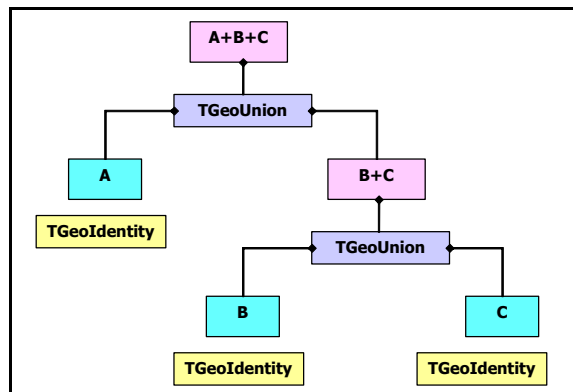 A+B+C
TGeoUnion
A
B+C
TGeoIdentity
TGeoUnion
B
C
TGeoIdentity
TGeoIdentity